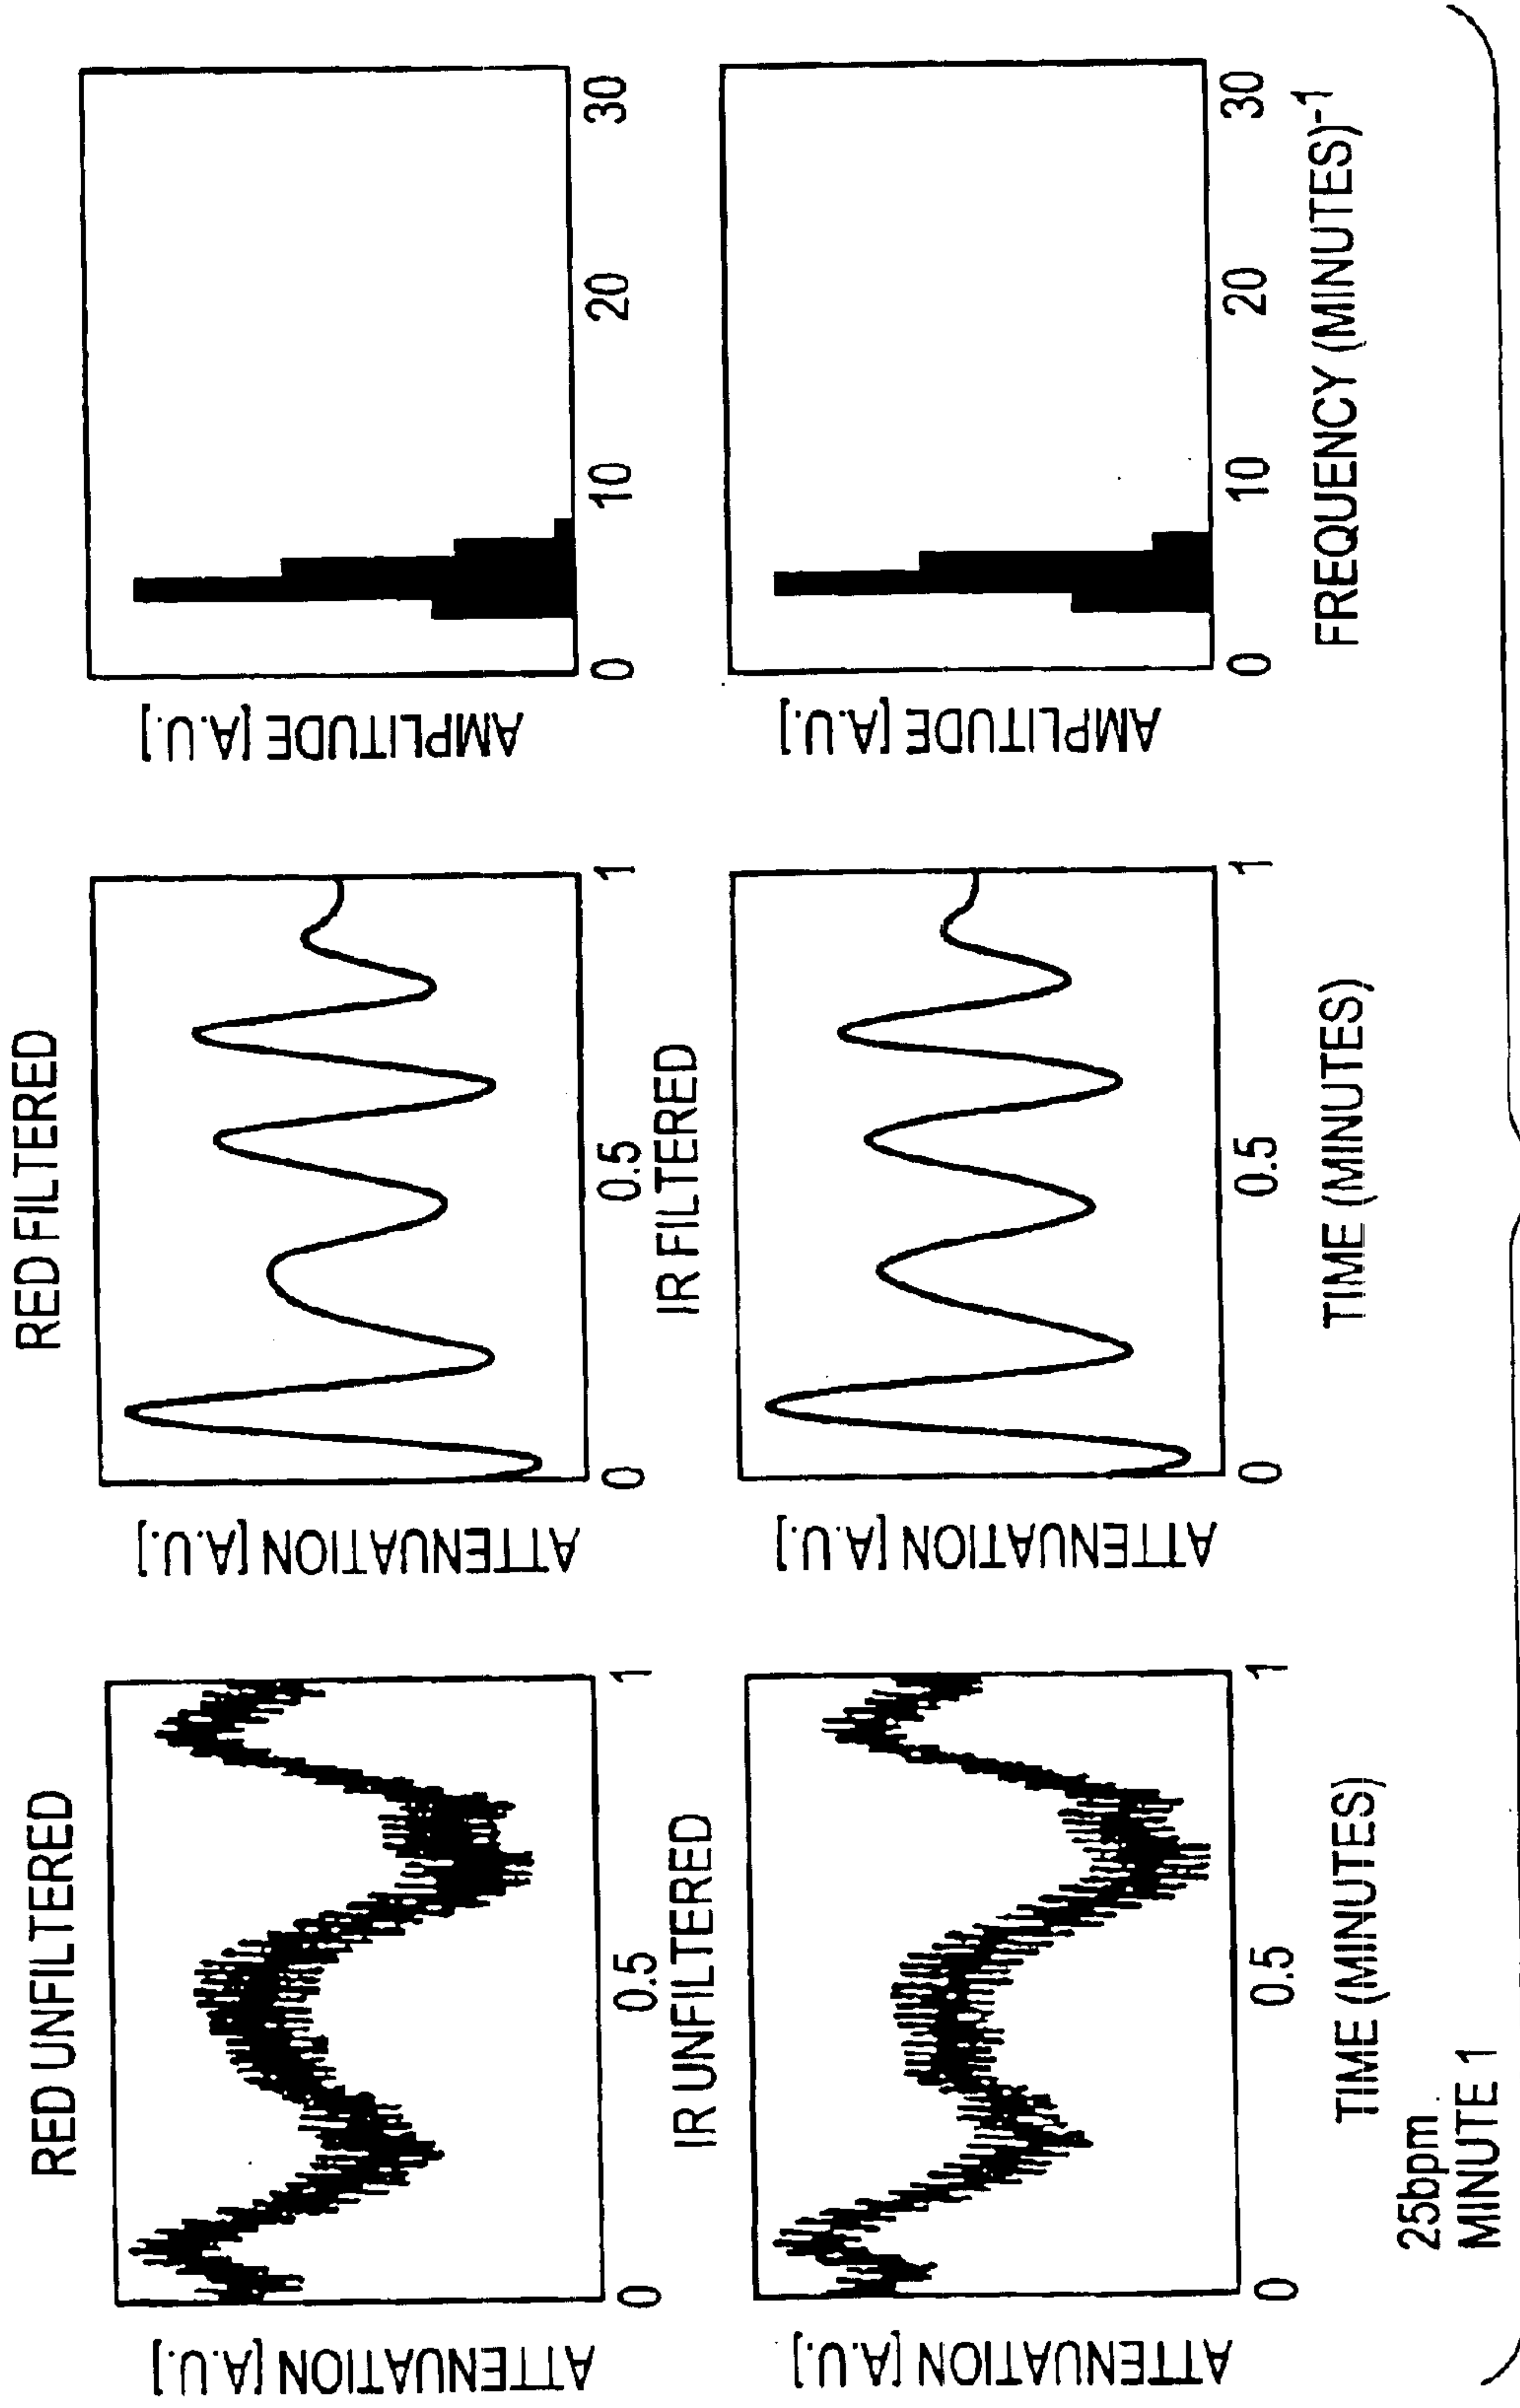 RED UNFILTERED
ATTENUATION [A.U.]
0 0.5 1
RED FILTERED
ATTENUATION [A.U.]
0 0.5 1
AMPLITUDE [A.U.]
0 10 20 30
IR UNFILTERED
ATTENUATION [A.U.]
0 0.5 1
TIME (MINUTES)
IR FILTERED
ATTENUATION [A.U.]
0 0.5 1
TIME (MINUTES)
AMPLITUDE [A.U.]
0 10 20 30
FREQUENCY (MINUTES)-1
25bpm
MINUTE 1